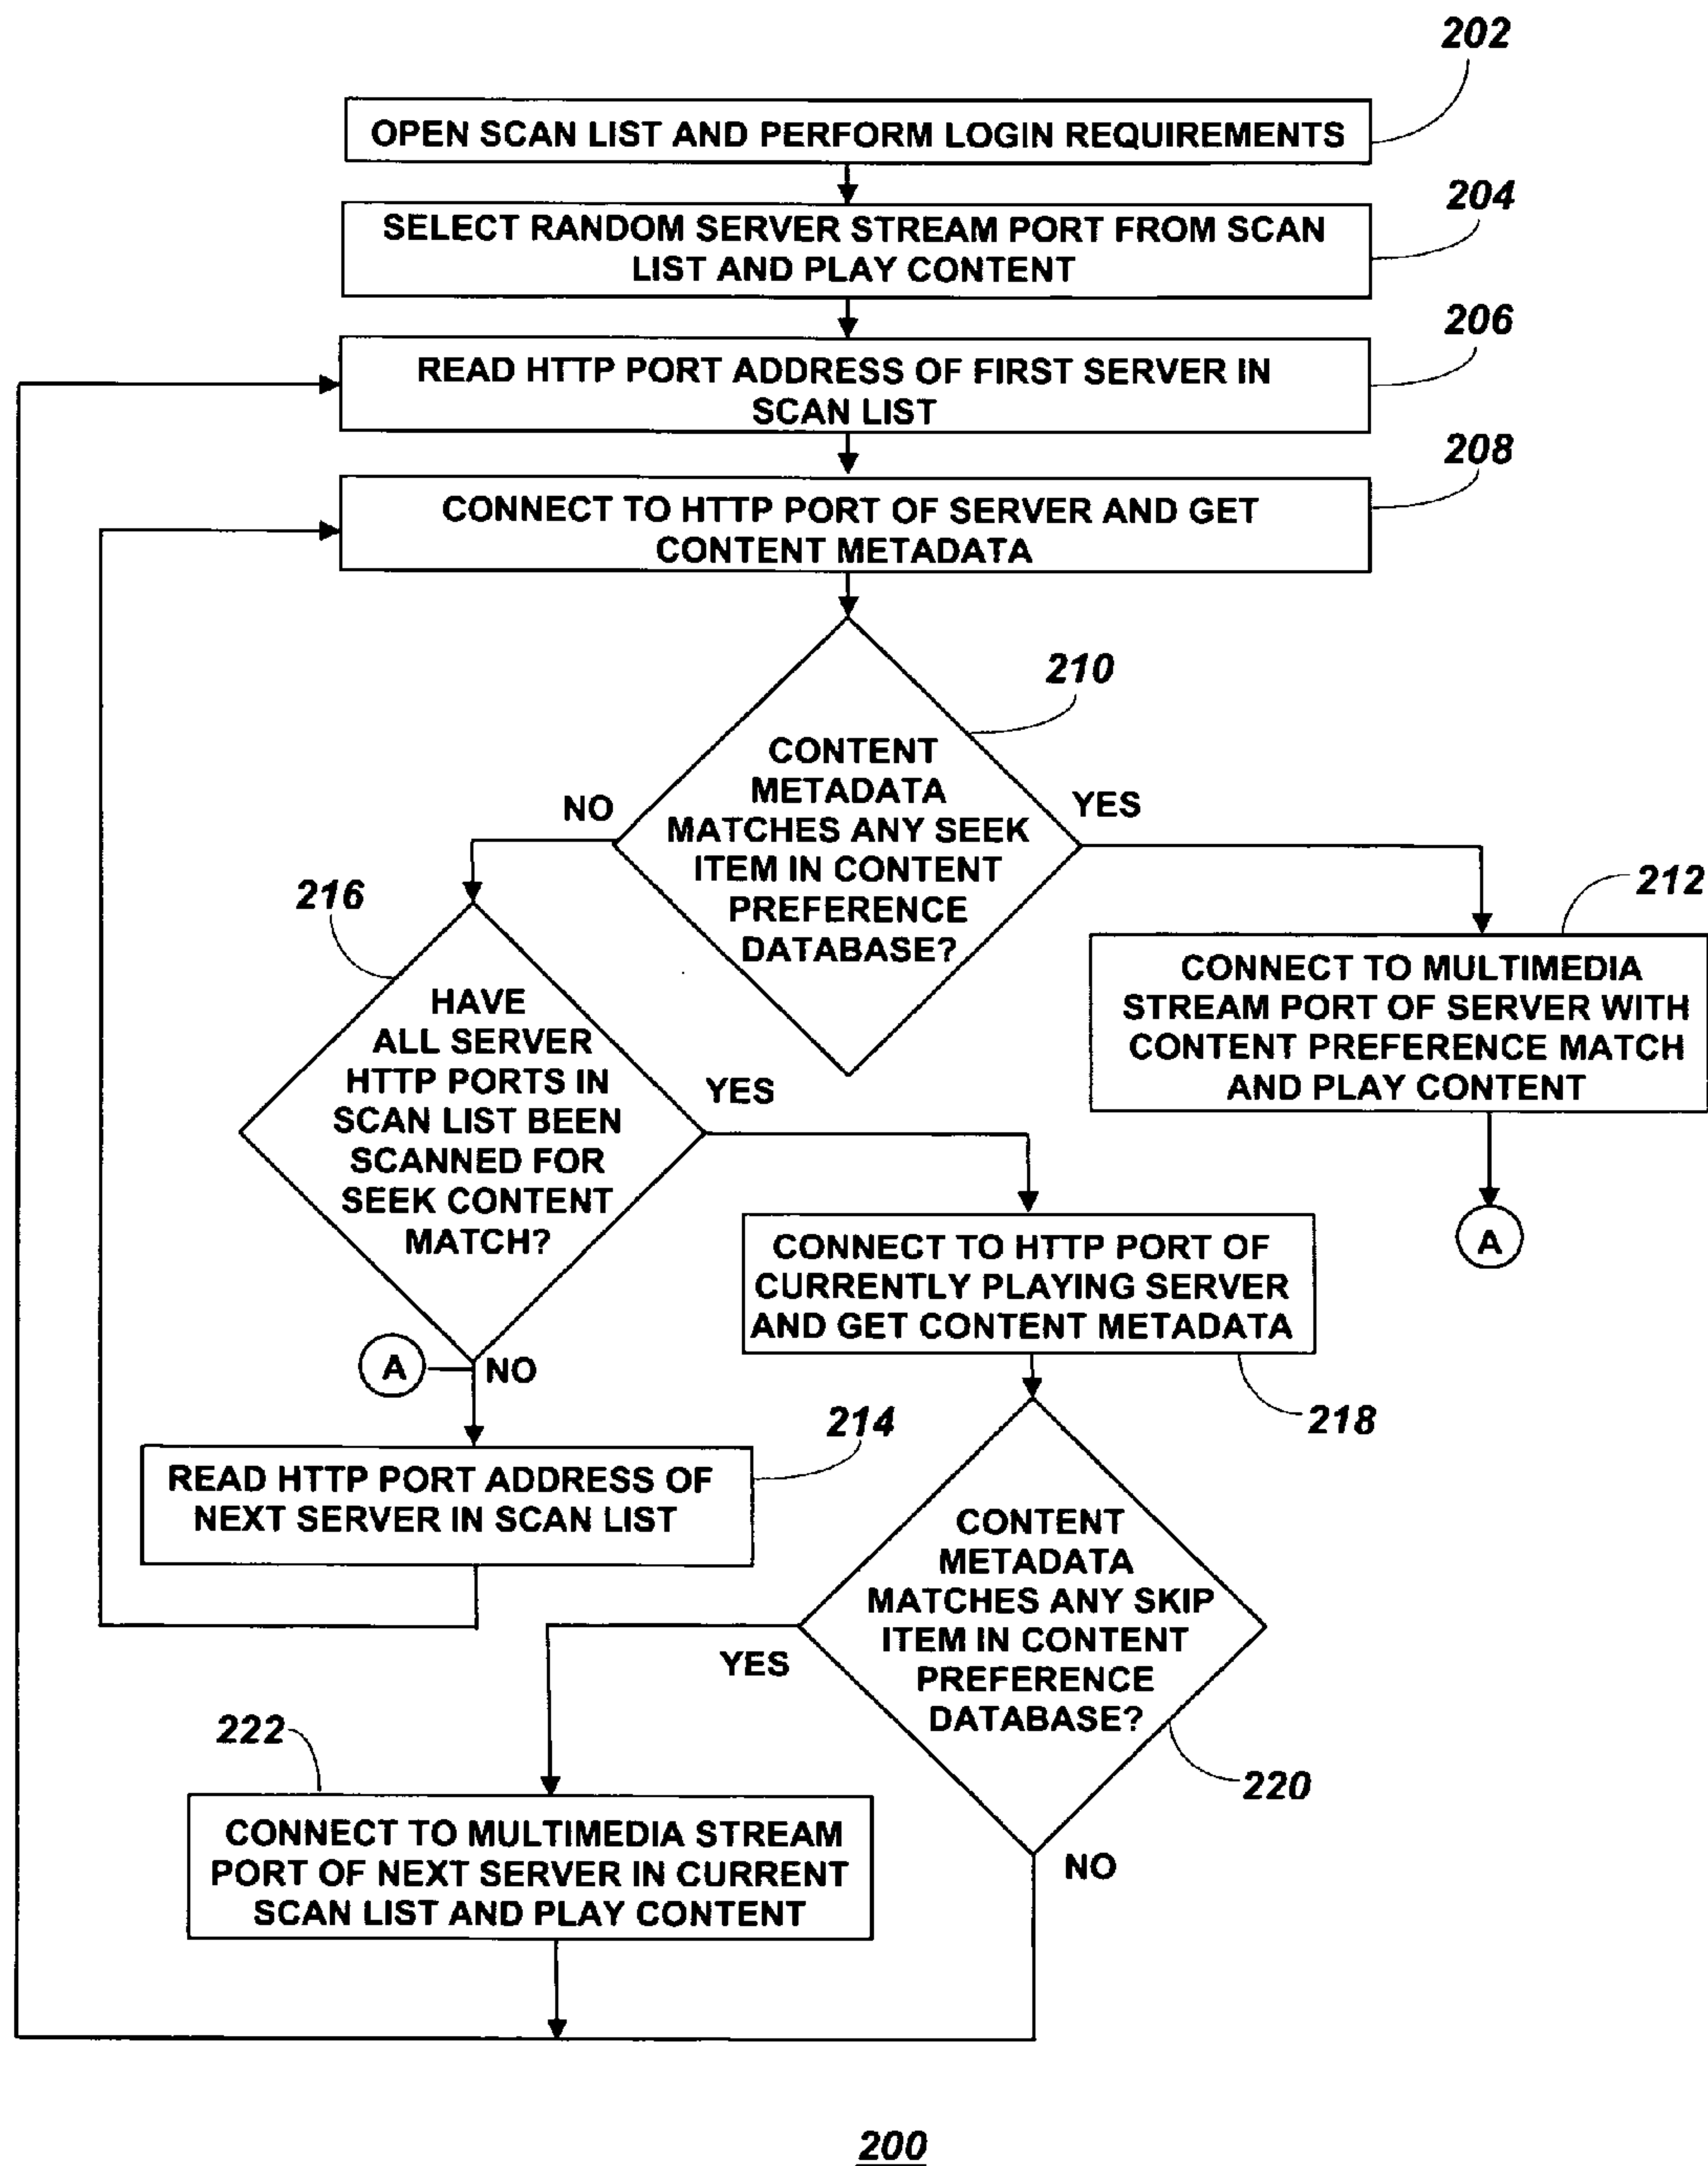 202
OPEN SCAN LIST AND PERFORM LOGIN REQUIREMENTS
204
SELECT RANDOM SERVER STREAM PORT FROM SCAN
LIST AND PLAY CONTENT
206
READ HTTP PORT ADDRESS OF FIRST SERVER IN
SCAN LIST
208
CONNECT TO HTTP PORT OF SERVER AND GET
CONTENT METADATA
210
CONTENT
METADATA
MATCHES ANY SEEK
ITEM IN CONTENT
PREFERENCE
DATABASE?
NO
YES
212
CONNECT TO MULTIMEDIA
STREAM PORT OF SERVER WITH
CONTENT PREFERENCE MATCH
AND PLAY CONTENT
A
216
HAVE
ALL SERVER
HTTP PORTS IN
SCAN LIST BEEN
SCANNED FOR
SEEK CONTENT
MATCH?
YES
A
NO
CONNECT TO HTTP PORT OF
CURRENTLY PLAYING SERVER
AND GET CONTENT METADATA
218
214
READ HTTP PORT ADDRESS OF
NEXT SERVER IN SCAN LIST
CONTENT
METADATA
MATCHES ANY SKIP
ITEM IN CONTENT
PREFERENCE
DATABASE?
YES
220
NO
222
CONNECT TO MULTIMEDIA STREAM
PORT OF NEXT SERVER IN CURRENT
SCAN LIST AND PLAY CONTENT
200